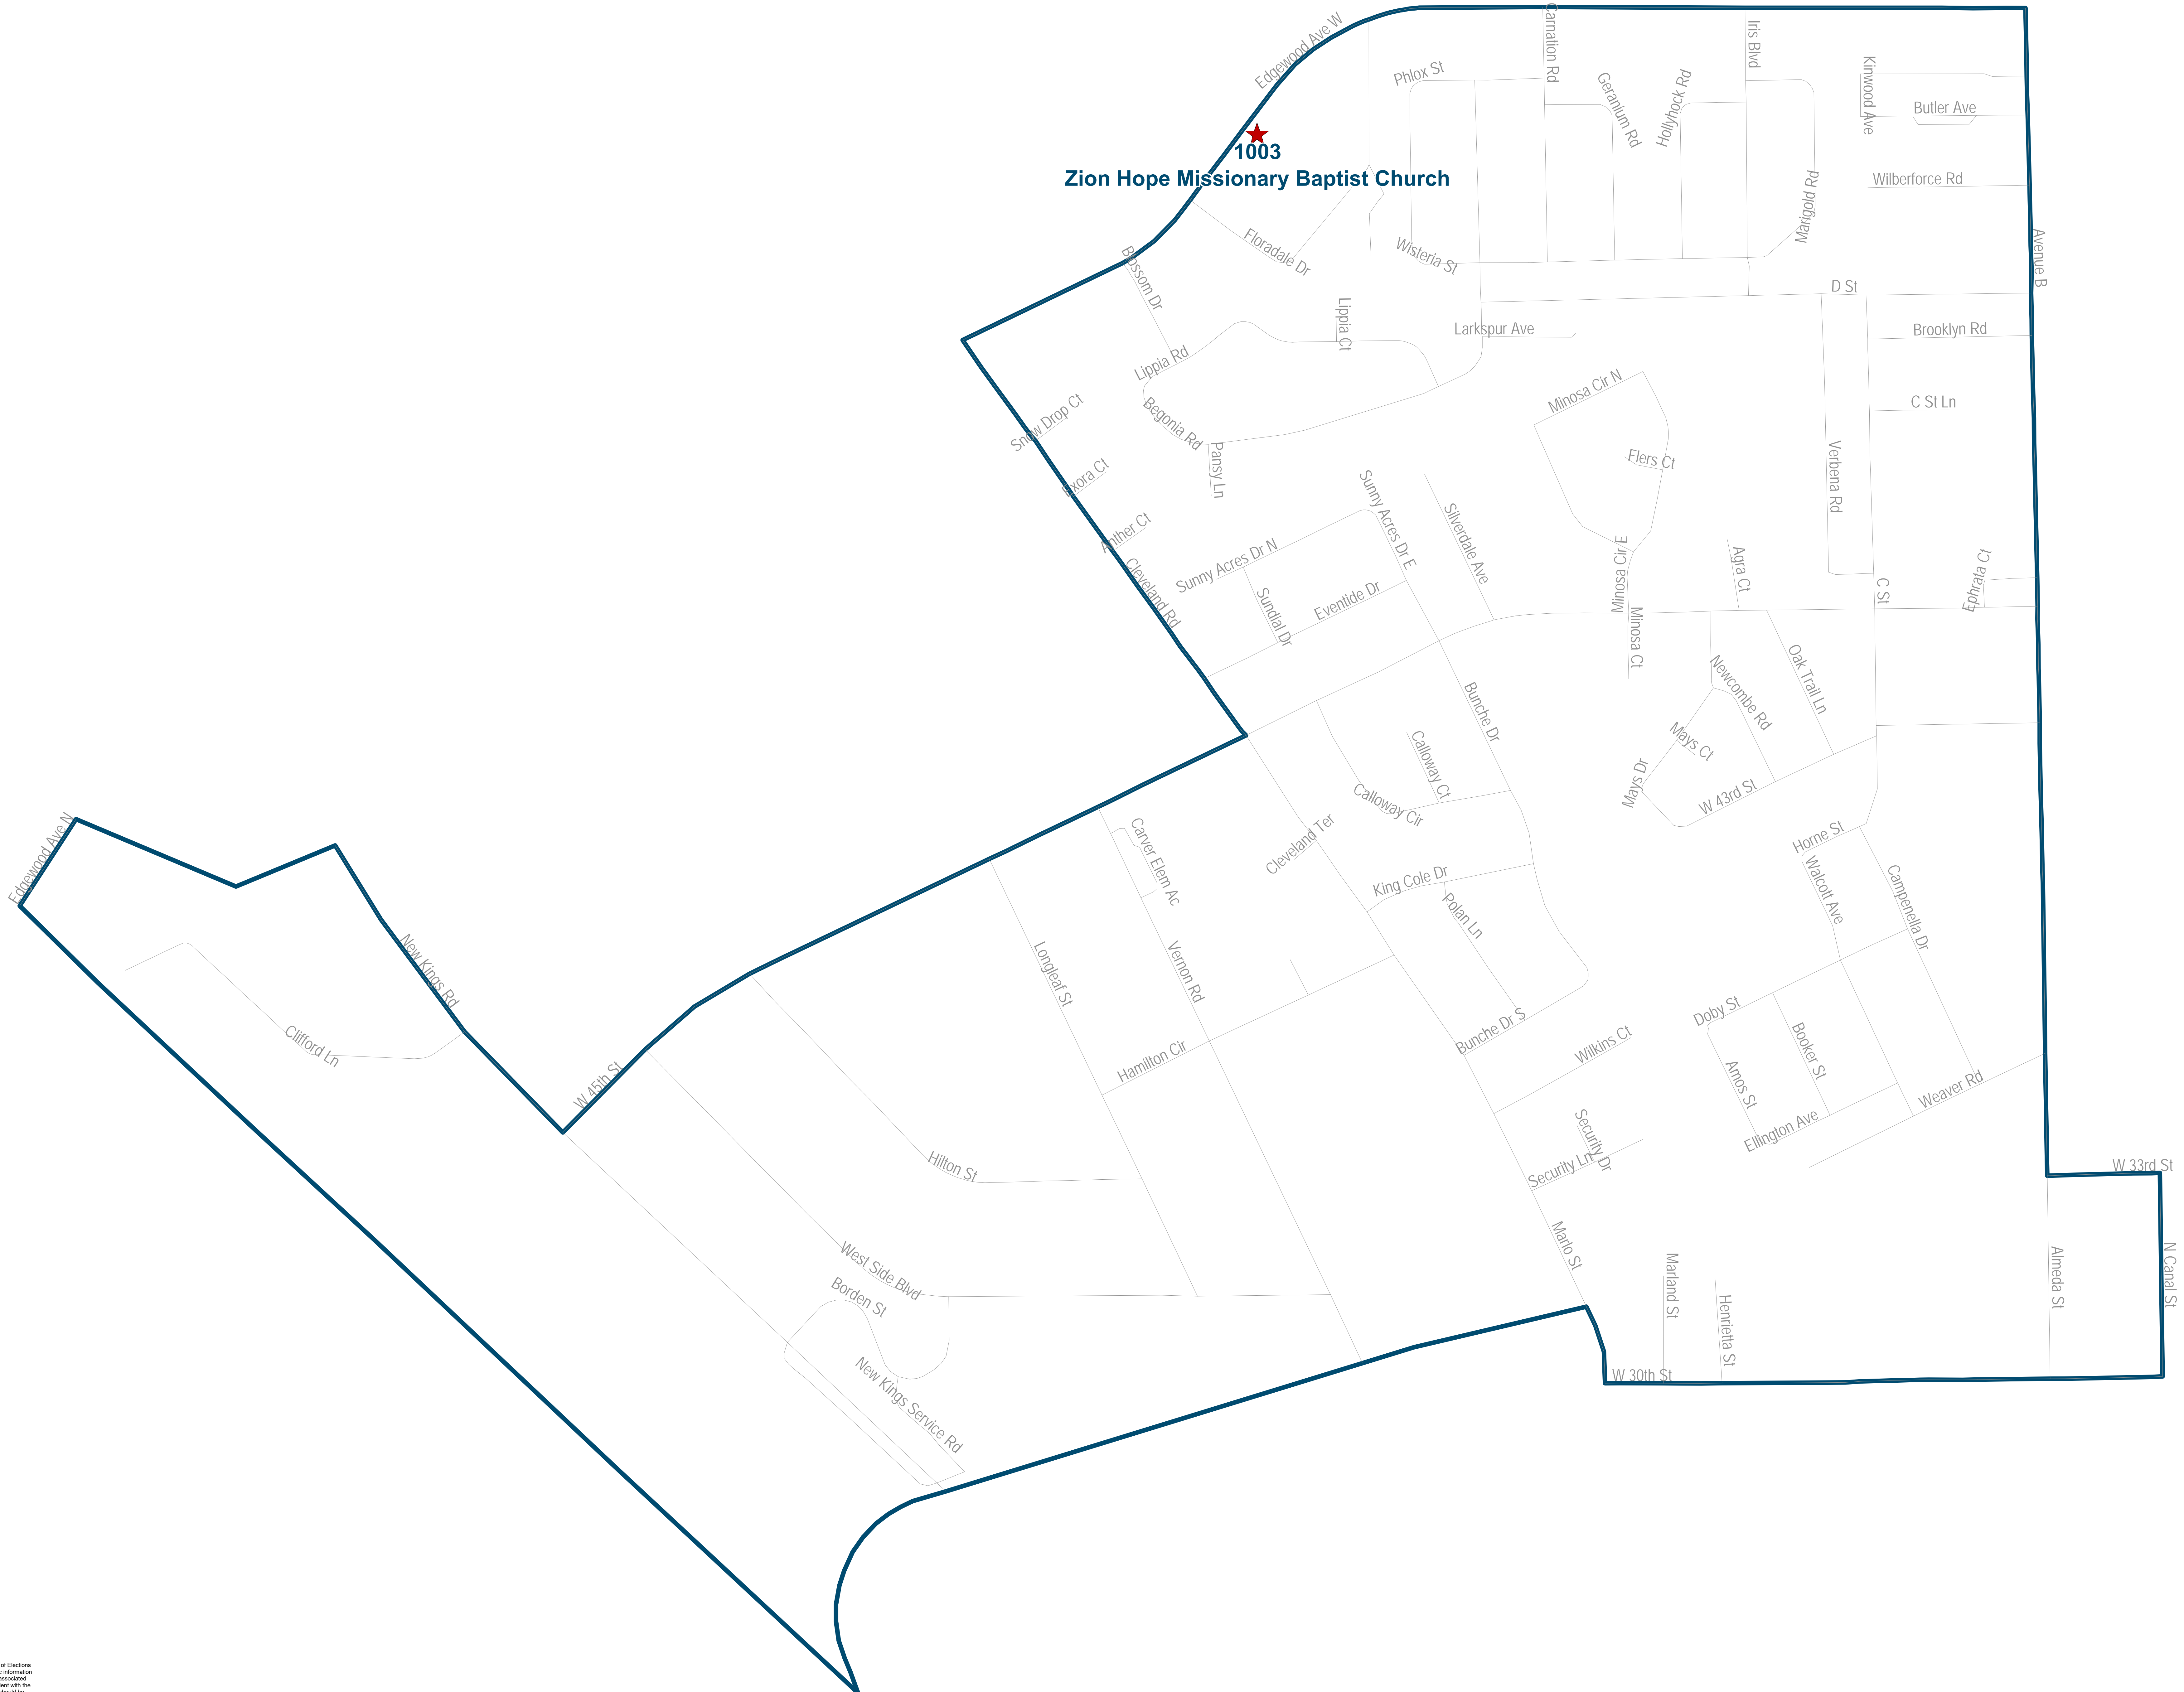 Edgewood Ave W
Carnation Rd
Iris Blvd
Phlox St
Geranium Rd
Hollyhock Rd
Kinwood Ave
Butler Ave
1003
Zion Hope Missionary Baptist Church
Wilberforce Rd
Marigold Rd
Floradale Dr
Wisteria St
Avenue B
Blossom Dr
D St
Lippia Ct
Larkspur Ave
Brooklyn Rd
Lippia Rd
Minosa Cir N
C St Ln
Snow Drop Ct
Begonia Rd
Exora Ct
Pansy Ln
Flers Ct
Verbena Rd
Sunny Acres Dr E
Silverdale Ave
Anther Ct
Sunny Acres Dr N
Cleveland Rd
Sundial Dr
Eventide Dr
Minosa Cir E
Agra Ct
C St
Ephrata Ct
Minosa Ct
Newcombe Rd
Oak Trail Ln
Bunche Dr
Mays Ct
Calloway Ct
Mays Dr
W 43rd St
Calloway Cir
Edgewood Ave N
Carver Elem Ac
Cleveland Ter
Horne St
Walcott Ave
Campenella Dr
King Cole Dr
Polan Ln
New Kings Rd
Longleaf St
Vernon Rd
Clifford Ln
Doby St
Bunche Dr S
Wilkins Ct
Booker St
Hamilton Cir
Amos St
Weaver Rd
W 45th St
Ellington Ave
Security Dr
Security Ln
Hilton St
W 33rd St
Marlo St
West Side Blvd
Borden St
Marland St
Henrietta St
Almeda St
N Canal St
W 30th St
New Kings Service Rd
of Elections
information
associated
ent with the